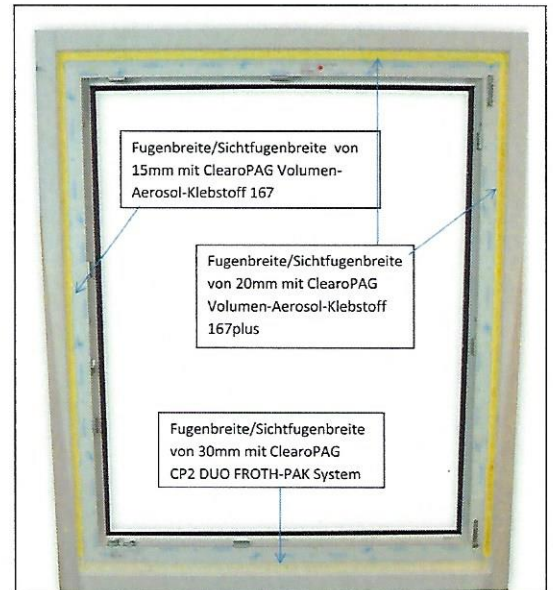 Fugenbreite/Sichtfugenbreite von
15mm mit ClearoPAG Volumen-
Aerosol-Klebstoff 167
Fugenbreite/Sichtfugenbreite
von 20mm mit ClearoPAG
Volumen-Aerosol-Klebstoff
167plus
Fugenbreite/Sichtfugenbreite
von 30mm mit ClearoPAG
CP2 DUO FROTH-PAK System